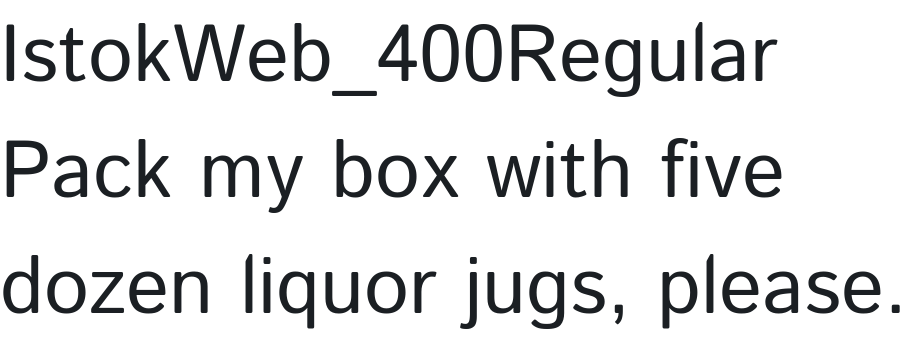 IstokWeb_400Regular
Pack my box with five
dozen liquor jugs, please.